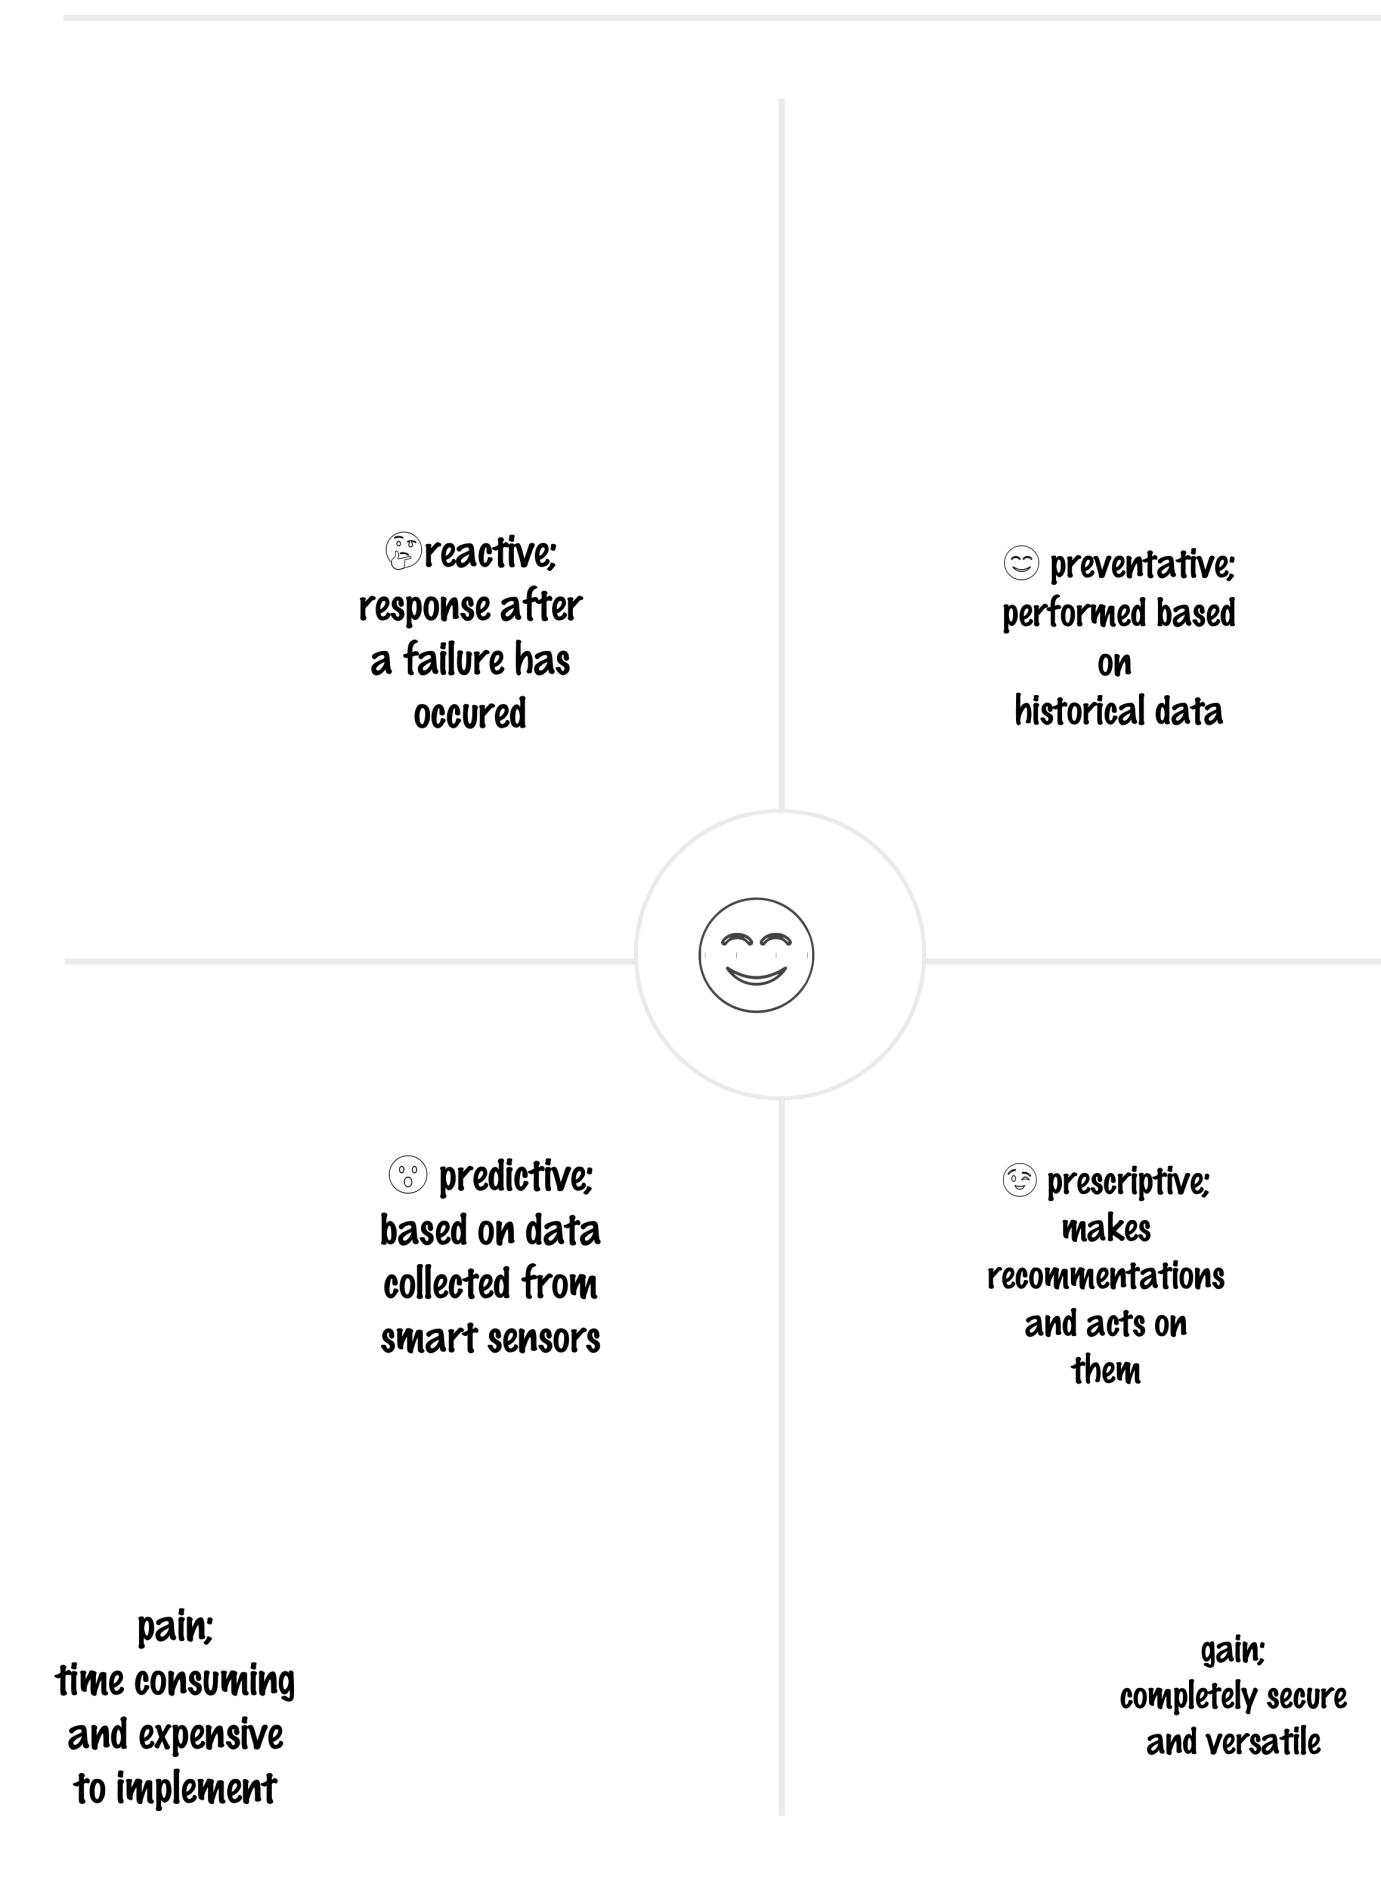 🤔reactive;
response after
a failure has
occured
😊 preventative;
performed based
on
historical data
😯 predictive;
based on data
collected from
smart sensors
😉 prescriptive;
makes
recommentations
and acts on
them
pain;
time consuming
and expensive
to implement
gain;
completely secure
and versatile